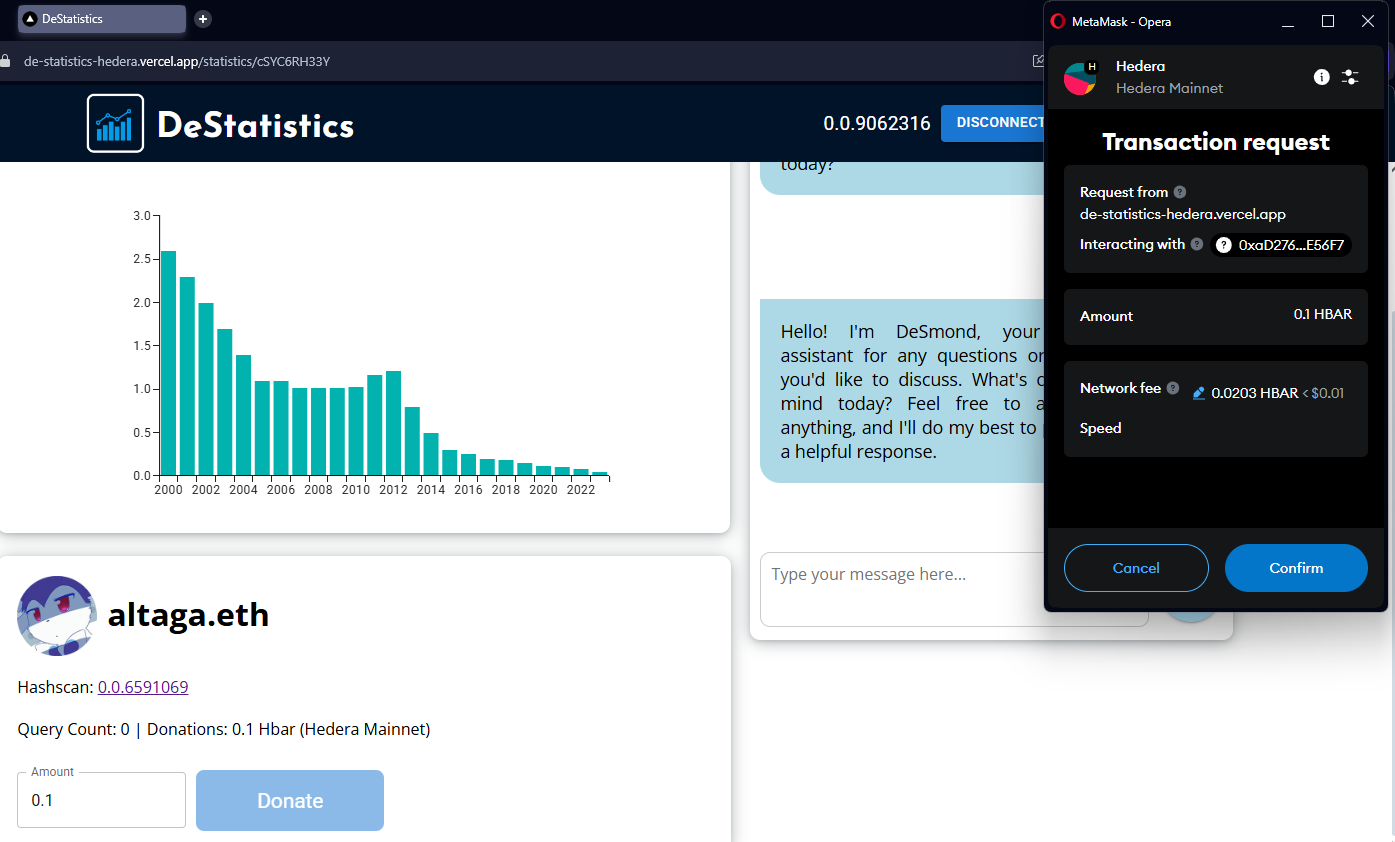 DeStatistics
de-statistics-hedera.vercel.app/statistics/cSYC6RH33Y
DeStatistics
0.0.9062316
DISCONNECT
3.0
2.5
2.0
1.5
1.0
0.5
0.0
2000 2002 2004 2006 2008 2010 2012 2014 2016 2018 2020 2022
altaga.eth
Hashscan: 0.0.6591069
Query Count: 0 | Donations: 0.1 Hbar (Hedera Mainnet)
Amount
0.1
Donate
today?
Hello! I'm DeSmond, your
assistant for any questions or
you'd like to discuss. What's
mind today? Feel free to
anything, and I'll do my best to
a helpful response.
Type your message here...
MetaMask - Opera
H
Hedera
Hedera Mainnet
Transaction request
Request from
de-statistics-hedera.vercel.app
Interacting with ? 0xaD276...E56F7
Amount 0.1 HBAR
Network fee ? 0.0203 HBAR < $0.01
Speed
Cancel
Confirm